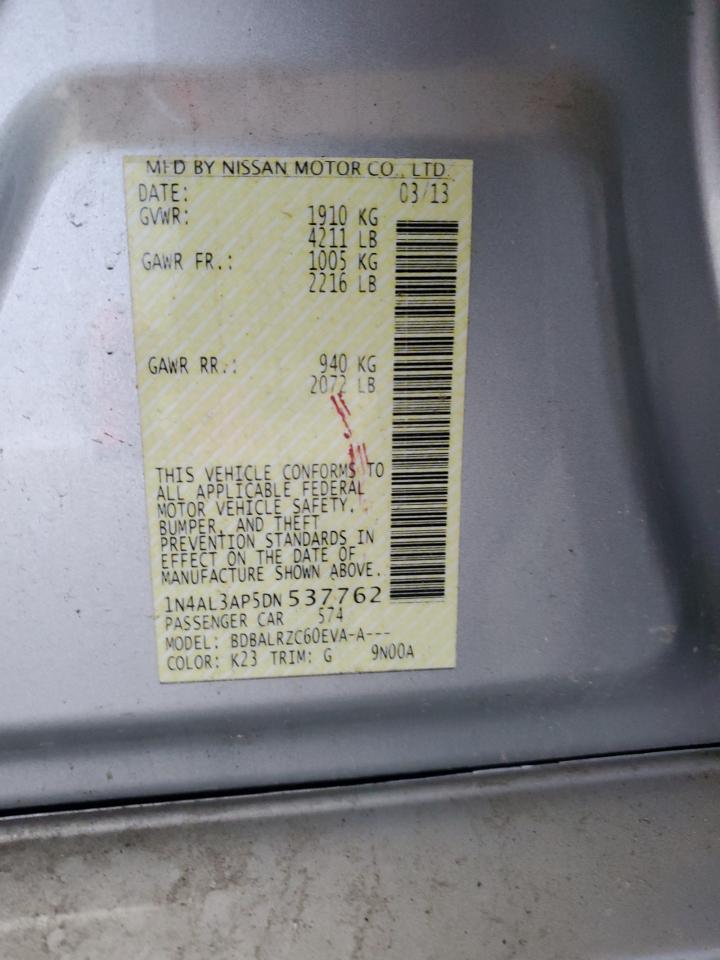 MFD BY NISSAN MOTOR CO., LTD.
DATE: 03/13
GVWR: 1910 KG
4211 LB
GAWR FR.: 1005 KG
2216 LB
GAWR RR.: 940 KG
2072 LB
THIS VEHICLE CONFORMS TO
ALL APPLICABLE FEDERAL
MOTOR VEHICLE SAFETY,
BUMPER, AND THEFT
PREVENTION STANDARDS IN
EFFECT ON THE DATE OF
MANUFACTURE SHOWN ABOVE.
1N4AL3AP5DN 537762
PASSENGER CAR 574
MODEL: BDBALRZC60EVA-A---
COLOR: K23 TRIM: G 9N00A